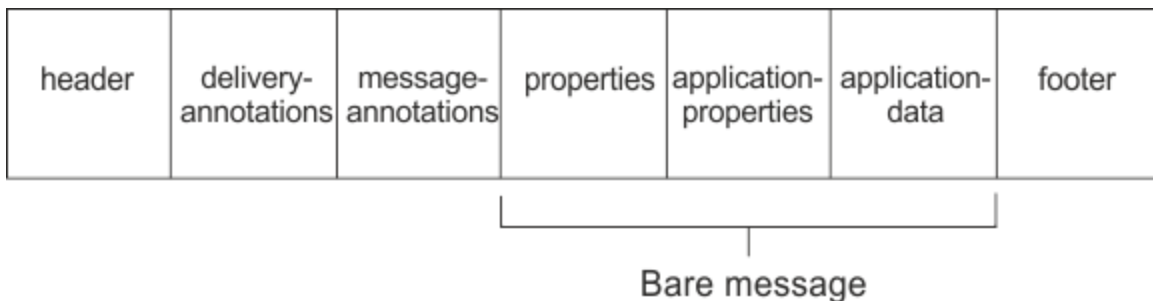 header
delivery-
annotations
message-
annotations
properties
application-
properties
application-
data
footer
Bare message